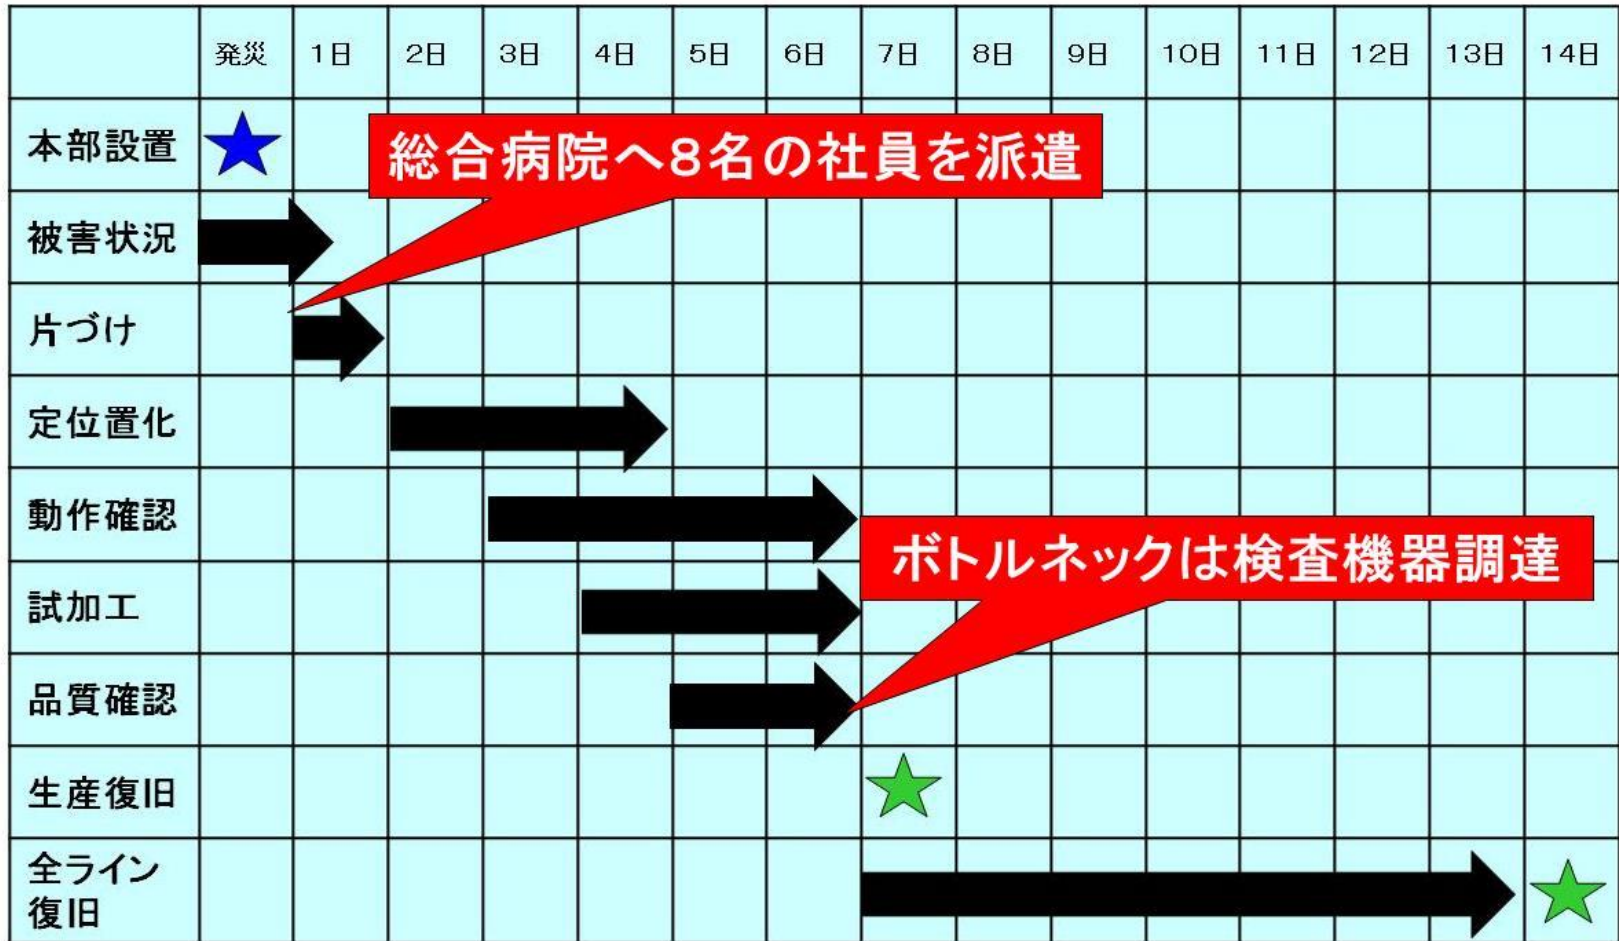 発災 1日 2日 3日 4日 5日 6日 7日 8日 9日 10日 11日 12日 13日 14日
本部設置
総合病院へ8名の社員を派遣
被害状況
片づけ
定位置化
動作確認
ボトルネックは検査機器調達
試加工
品質確認
生産復旧
全ライン
復旧